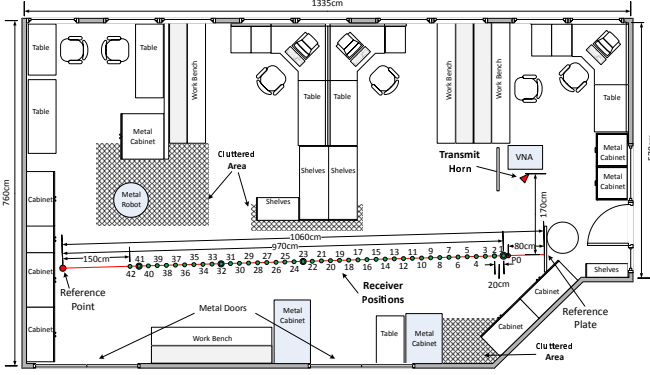 1335cm
760cm
Table
Table
Table
Metal
Cabinet
Work Bench
Table
Table
Work Bench
Table
Metal
Cabinet
Metal
Cabinet
VNA
Transmit
Horn
Cluttered
Area
Shelves
Shelves
Shelves
Metal
Robot
Cabinet
Cabinet
Cabinet
170cm
1060cm
970cm
150cm
80cm
41 39 37 35 33 31 29 27 25 23 21 19 17 15 13 11 9 7 5 3 2 1
42 40 38 36 34 32 30 28 26 24 22 20 18 16 14 12 10 8 6 4 P0
20cm
Reference
Point
Receiver
Positions
Shelves
Cabinet
Cabinet
Reference
Plate
Metal Doors
Metal
Cabinet
Work Bench
Table
Metal
Cabinet
Cluttered
Area